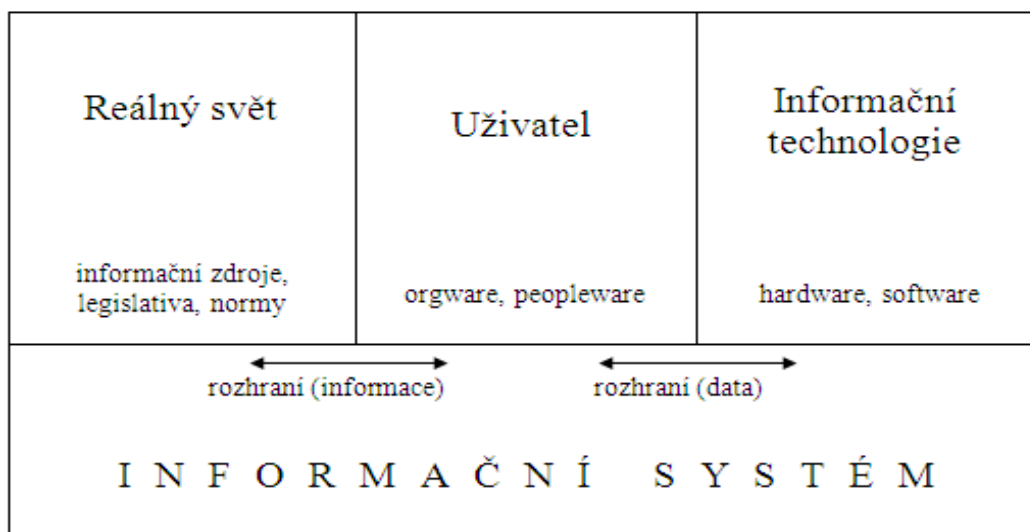 Reálný svět
informační zdroje,
legislativa, normy
Uživatel
orgware, peopleware
Informační
technologie
hardware, software
rozhraní (informace)
rozhraní (data)
I N F O R M A Č N Í S Y S T É M